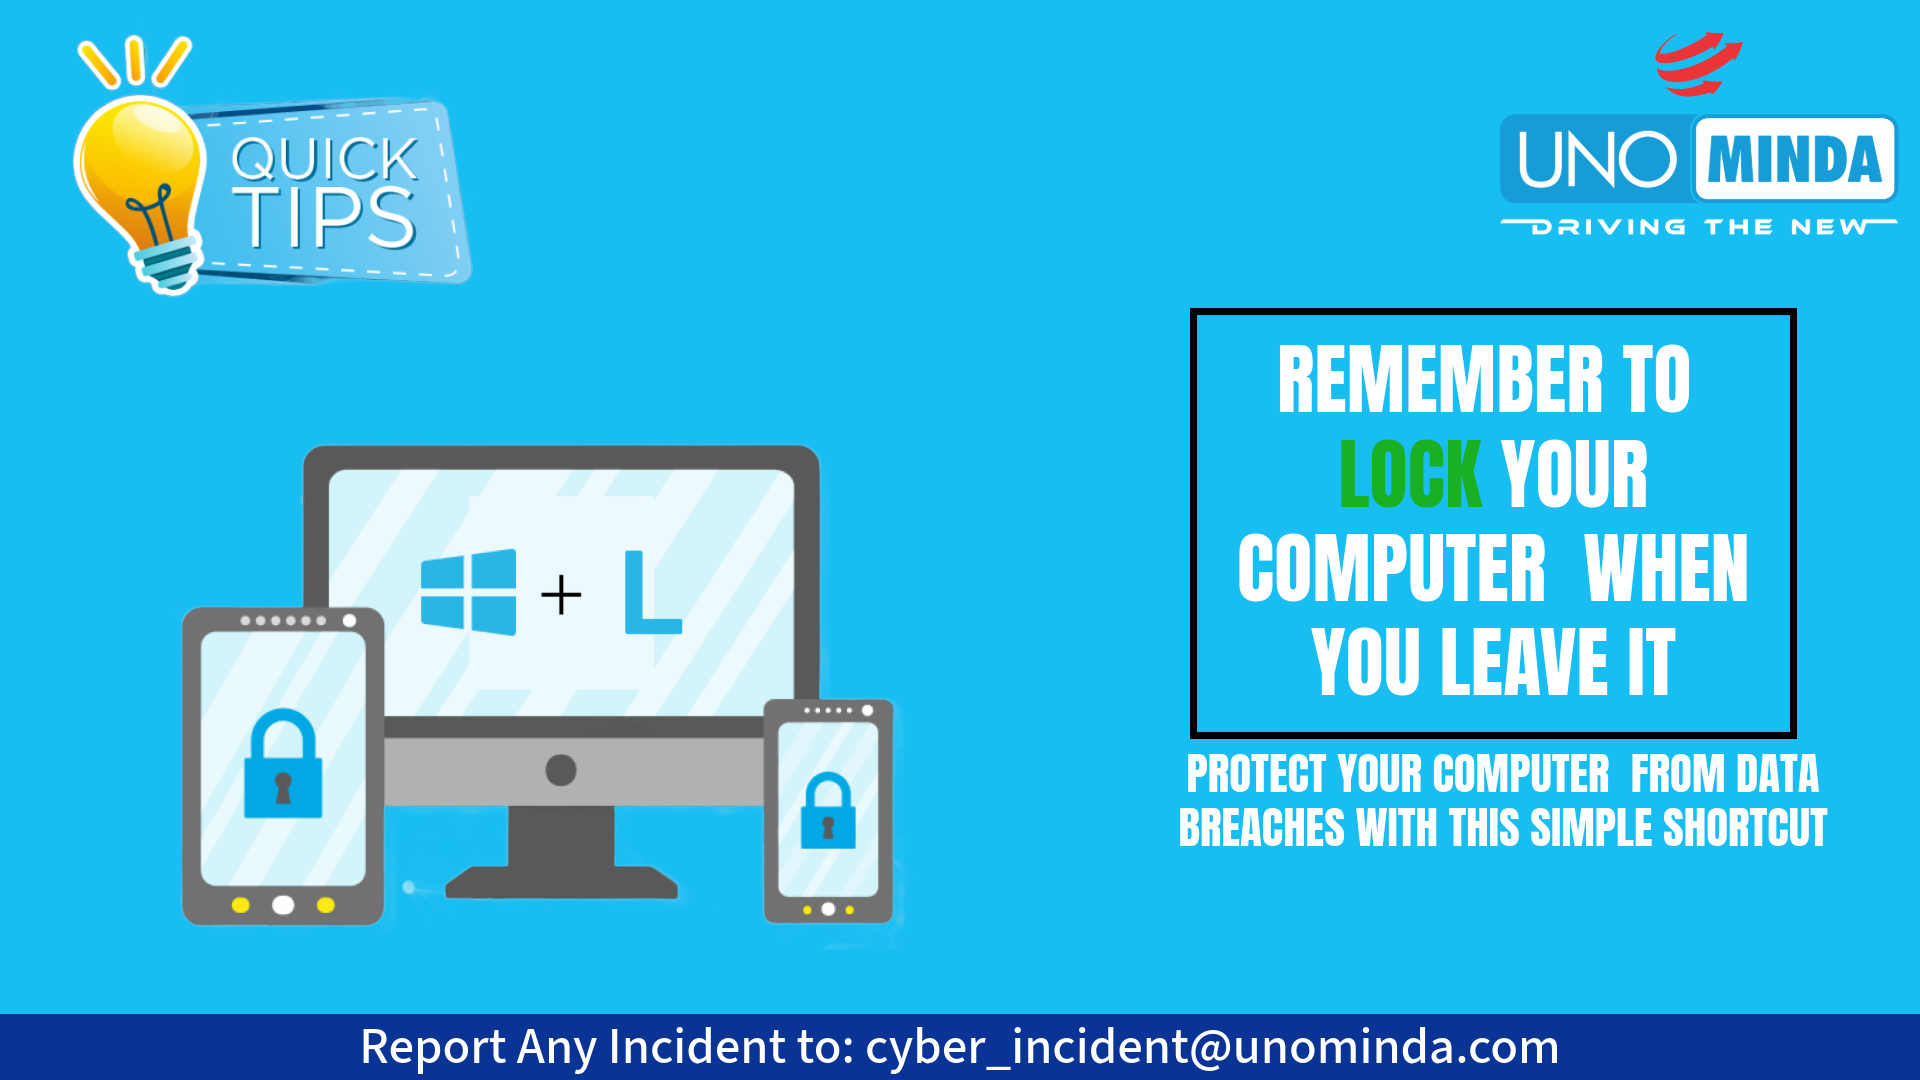 QUICK
TIPS
UNO MINDA
DRIVING THE NEW
REMEMBER TO
LOCK YOUR
COMPUTER WHEN
YOU LEAVE IT
+ L
PROTECT YOUR COMPUTER FROM DATA
BREACHES WITH THIS SIMPLE SHORTCUT
Report Any Incident to: cyber_incident@unominda.com